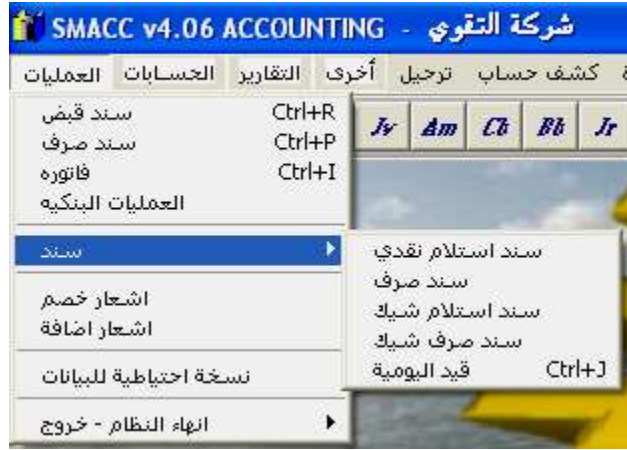 SMACC v4.06 ACCOUNTING - شركة التقوي
العمليات الحسابات التقارير أخرى ترحيل كشف حساب
Jv Am Cb Bb Jr
سند قبض Ctrl+R
سند صرف Ctrl+P
فاتوره Ctrl+I
العمليات البنكيه
سند
سند استلام نقدي
سند صرف
سند استلام شيك
سند صرف شيك
قيد اليومية Ctrl+J
اشعار خصم
اشعار اضافة
نسخة احتياطية للبيانات
انهاء النظام - خروج